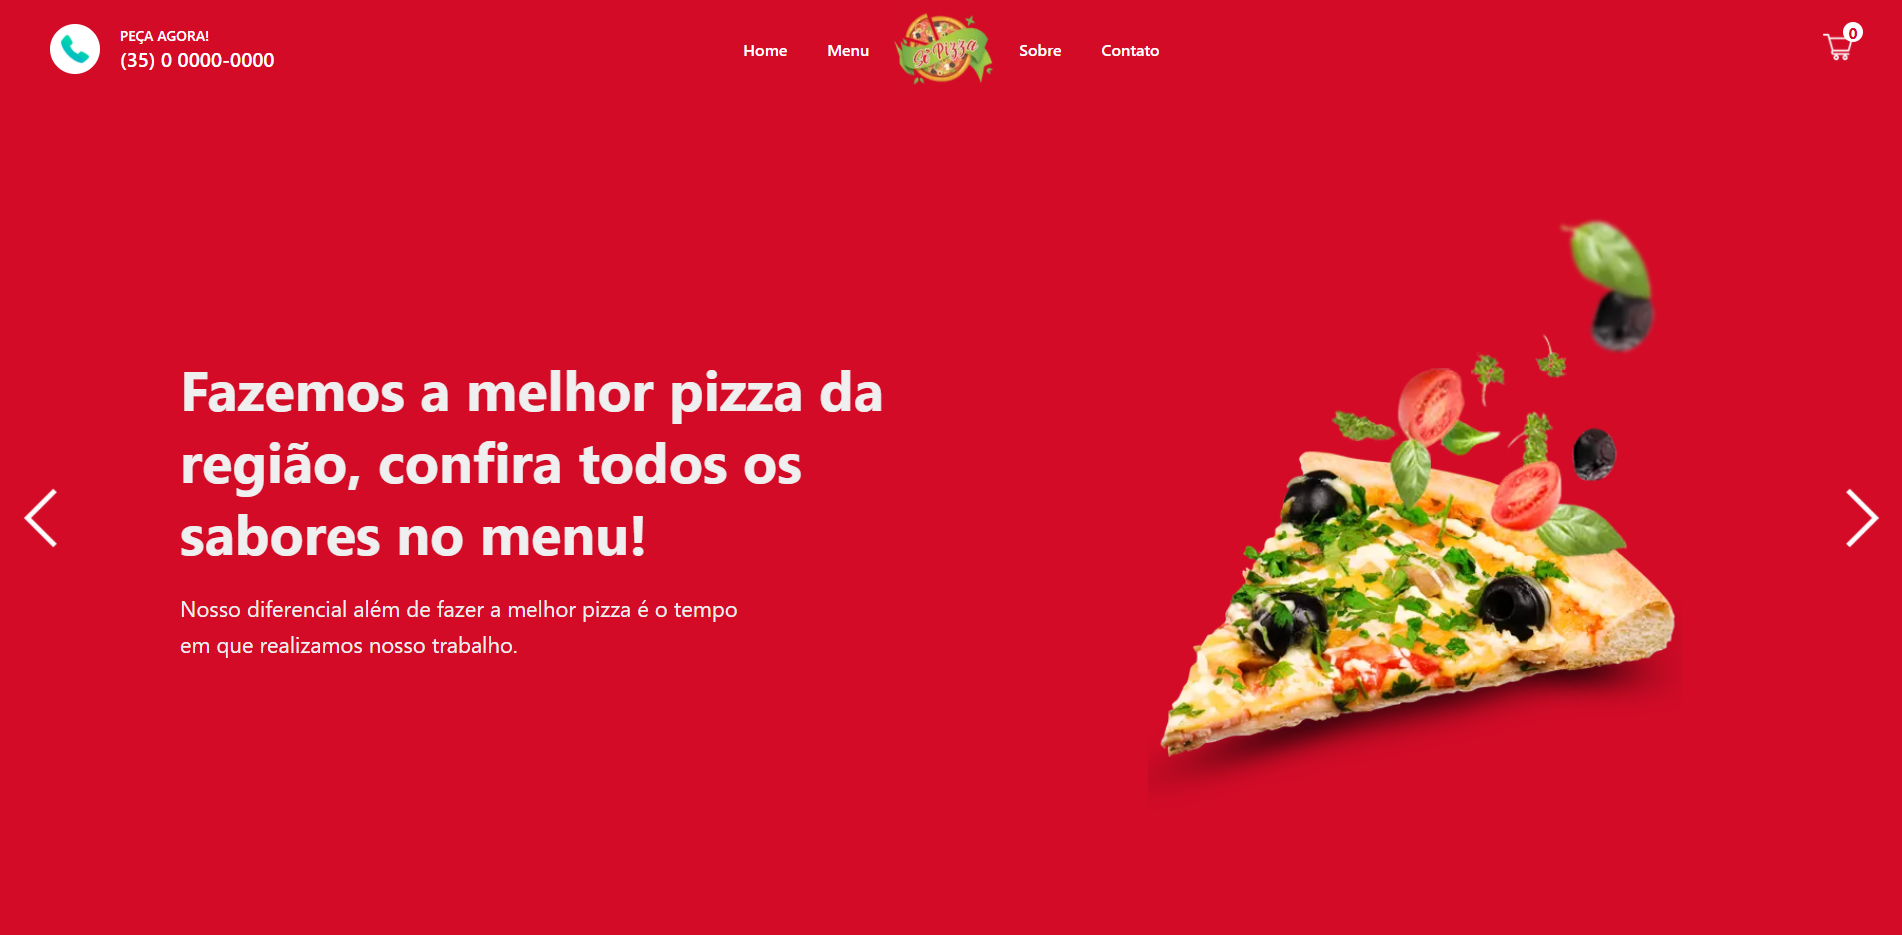 PEÇA AGORA!
(35) 0 0000-0000
Home
Menu
Só Pizza
Sobre
Contato
0
Fazemos a melhor pizza da
região, confira todos os
sabores no menu!
Nosso diferencial além de fazer a melhor pizza é o tempo
em que realizamos nosso trabalho.